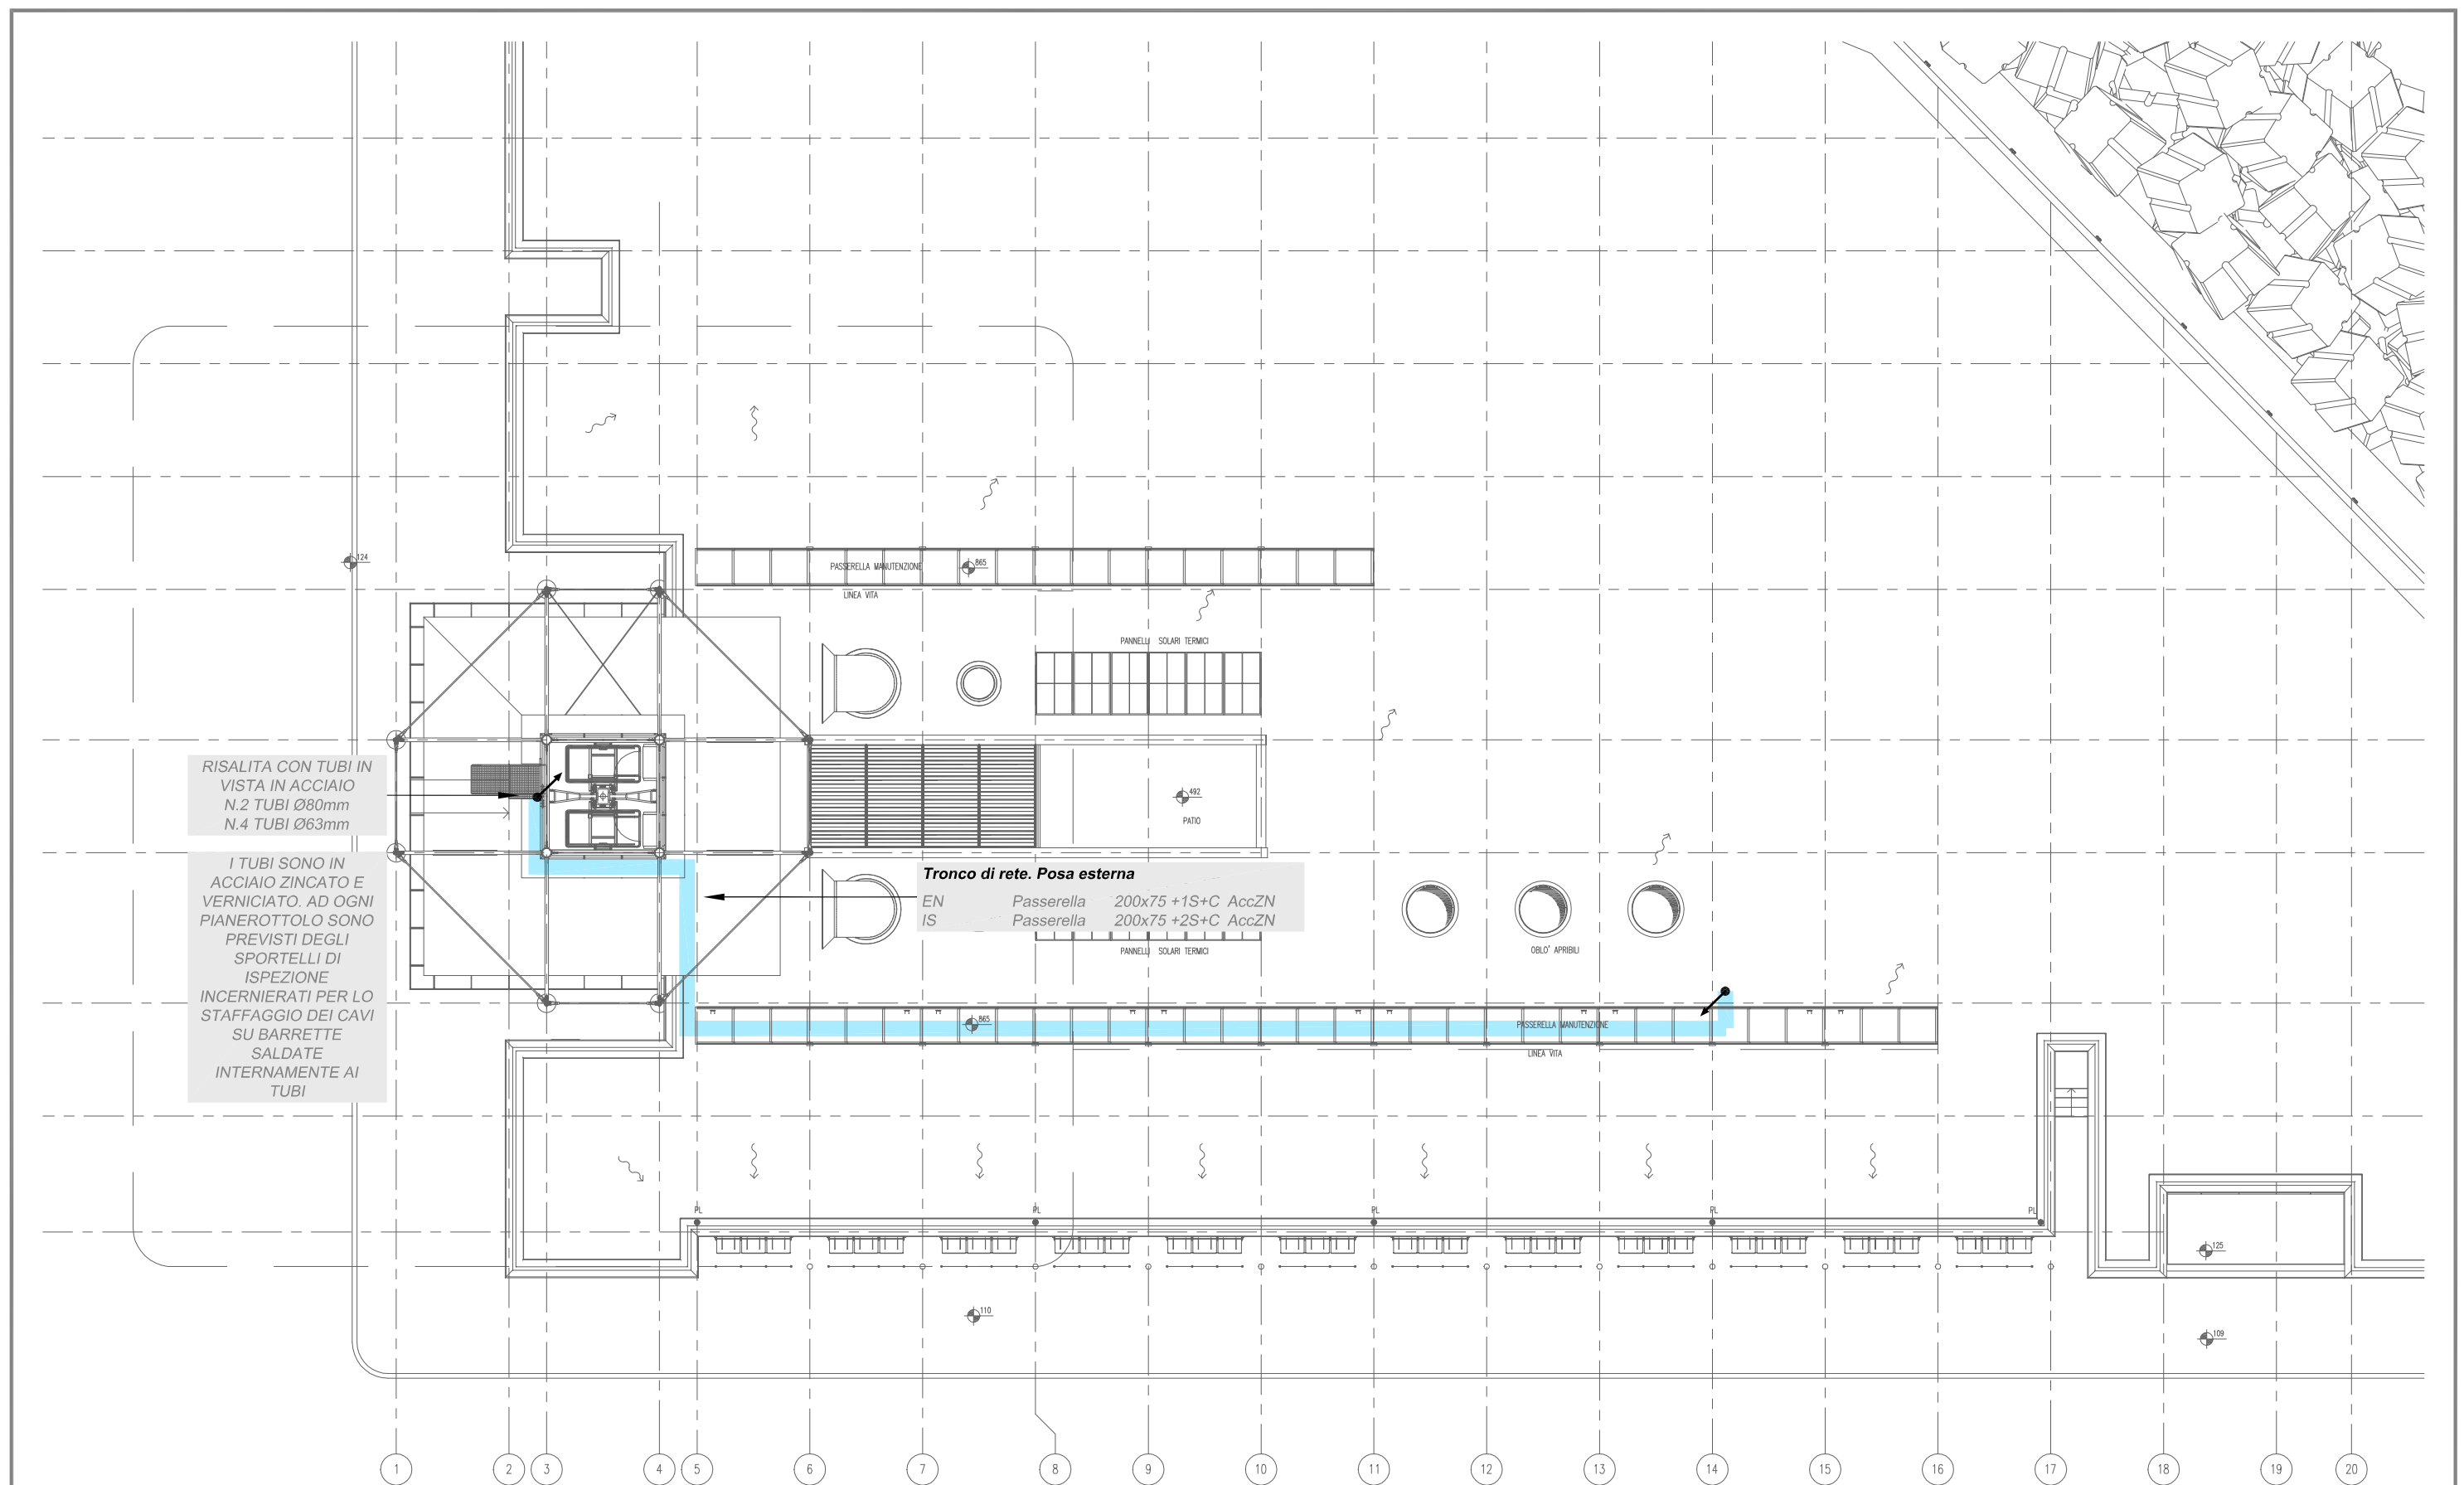 124
PASSERELLA MANUTENZIONE
865
LINEA VITA
PANNELLI SOLARI TERMICI
RISALITA CON TUBI IN
VISTA IN ACCIAIO
N.2 TUBI Ø80mm
N.4 TUBI Ø63mm
492
PATIO
I TUBI SONO IN
ACCIAIO ZINCATO E
VERNICIATO. AD OGNI
PIANEROTTOLO SONO
PREVISTI DEGLI
SPORTELLI DI
ISPEZIONE
INCERNIERATI PER LO
STAFFAGGIO DEI CAVI
SU BARRETTE
SALDATE
INTERNAMENTE AI
TUBI
Tronco di rete. Posa esterna
EN Passerella 200x75 +1S+C AccZN
IS Passerella 200x75 +2S+C AccZN
PANNELLI SOLARI TERMICI
OBLO' APRIBILI
865
PASSERELLA MANUTENZIONE
LINEA VITA
PL PL PL PL PL
125
110
109
1 2 3 4 5 6 7 8 9 10 11 12 13 14 15 16 17 18 19 20